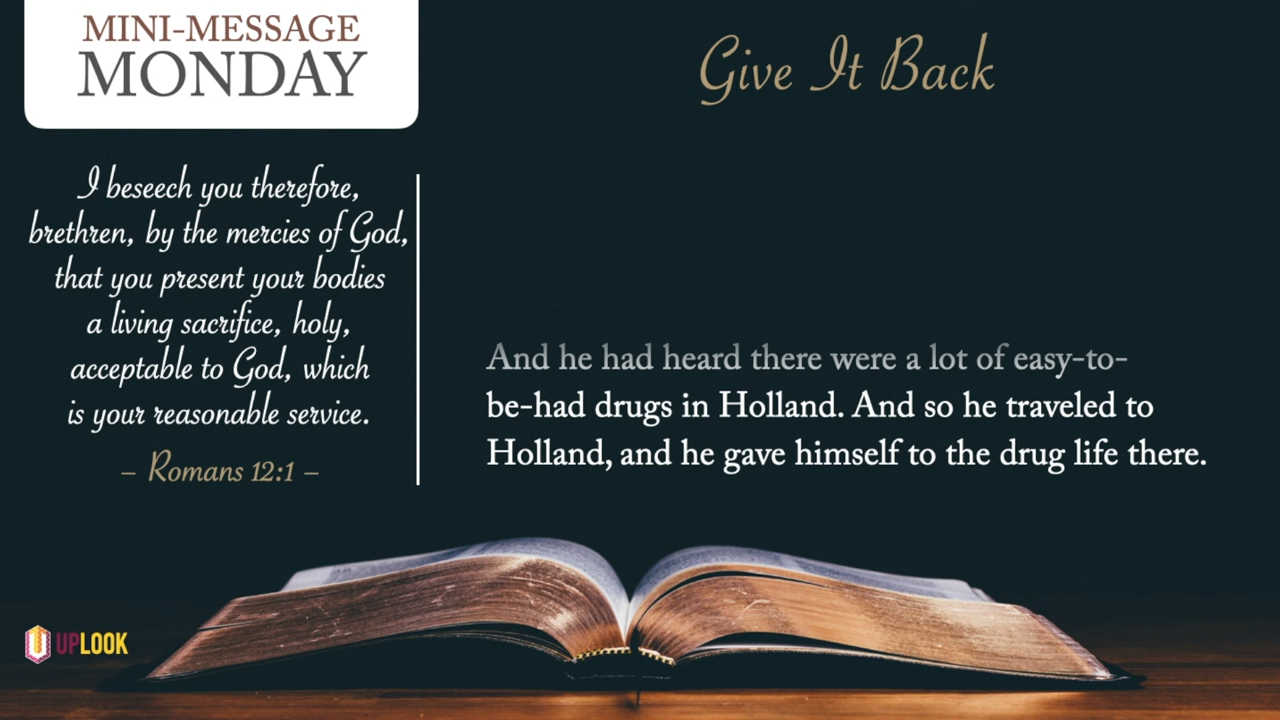 MINI-MESSAGE
MONDAY
Give It Back
I beseech you therefore,
brethren, by the mercies of God,
that you present your bodies
a living sacrifice, holy,
acceptable to God, which
is your reasonable service.
– Romans 12:1 –
And he had heard there were a lot of easy-to-
be-had drugs in Holland. And so he traveled to
Holland, and he gave himself to the drug life there.
UPLOOK